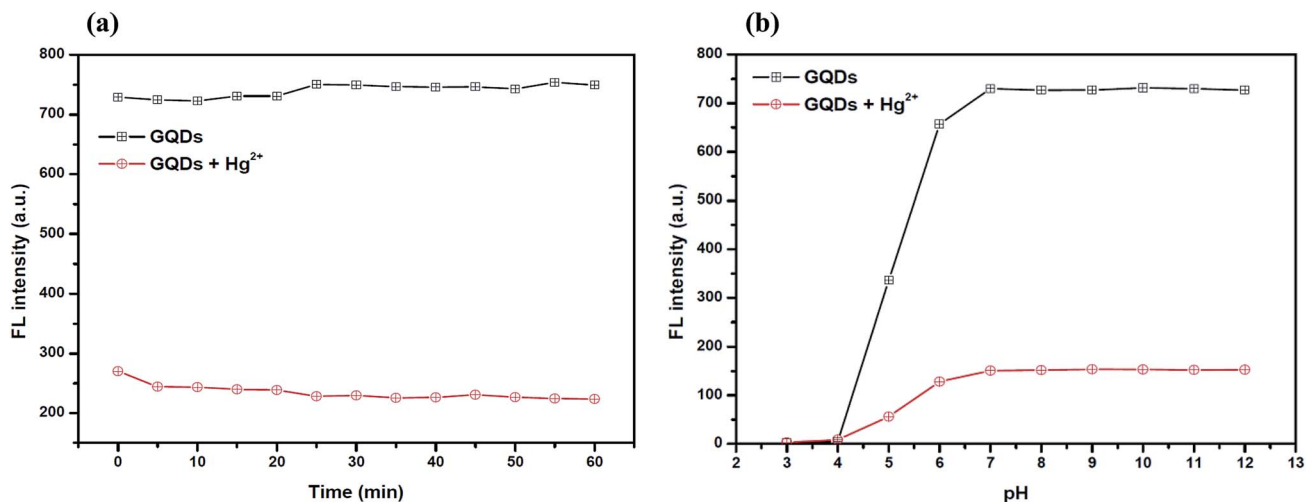 (a)
800
700
600
500
400
300
200
FL intensity (a.u.)
GQDs
GQDs + Hg²⁺
0 10 20 30 40 50 60
Time (min)
(b)
800
700
600
500
400
300
200
100
0
FL intensity (a.u.)
GQDs
GQDs + Hg²⁺
2 3 4 5 6 7 8 9 10 11 12 13
pH